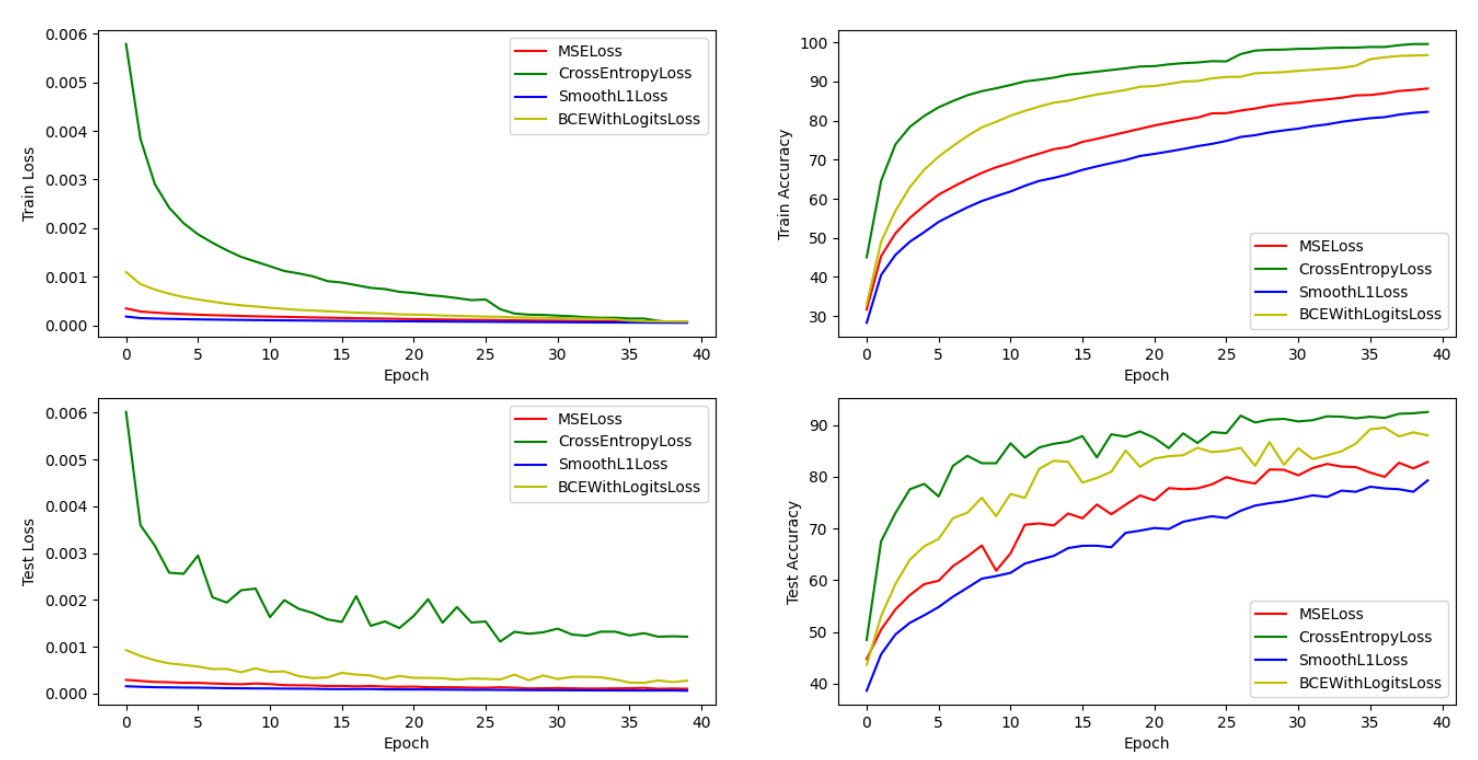 0.006
0.005
0.004
0.003
0.002
0.001
0.000
Train Loss
0
5
10
15
20
25
30
35
40
Epoch
MSELoss
CrossEntropyLoss
SmoothL1Loss
BCEWithLogitsLoss
100
90
80
70
60
50
40
30
Train Accuracy
0
5
10
15
20
25
30
35
40
Epoch
MSELoss
CrossEntropyLoss
SmoothL1Loss
BCEWithLogitsLoss
0.006
0.005
0.004
0.003
0.002
0.001
0.000
Test Loss
0
5
10
15
20
25
30
35
40
Epoch
MSELoss
CrossEntropyLoss
SmoothL1Loss
BCEWithLogitsLoss
90
80
70
60
50
40
Test Accuracy
0
5
10
15
20
25
30
35
40
Epoch
MSELoss
CrossEntropyLoss
SmoothL1Loss
BCEWithLogitsLoss